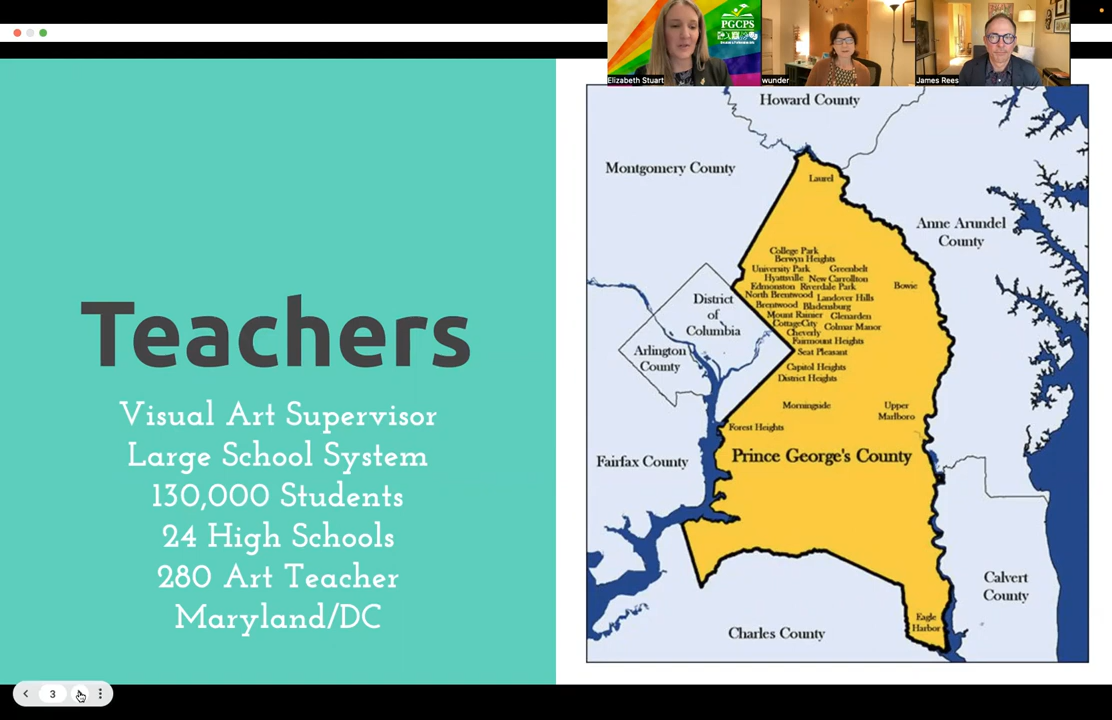 PGCPS
Elizabeth Stuart
wunder
James Rees
Teachers
Visual Art Supervisor
Large School System
130,000 Students
24 High Schools
280 Art Teacher
Maryland/DC
Howard County
Montgomery County
Laurel
Anne Arundel
County
College Park
Berwyn Heights
University Park Greenbelt
Hyattsville New Carrollton
Edmonston Riverdale Park
Bowie
North Brentwood Landover Hills
Brentwood Bladensburg
Mount Rainier Glenarden
Cottage City Colmar Manor
Cheverly
Fairmount Heights
Seat Pleasant
Capitol Heights
District Heights
District
of
Columbia
Arlington
County
Morningside
Upper
Marlboro
Forest Heights
Fairfax County
Prince George's County
Calvert
County
Eagle
Harbor
Charles County
3